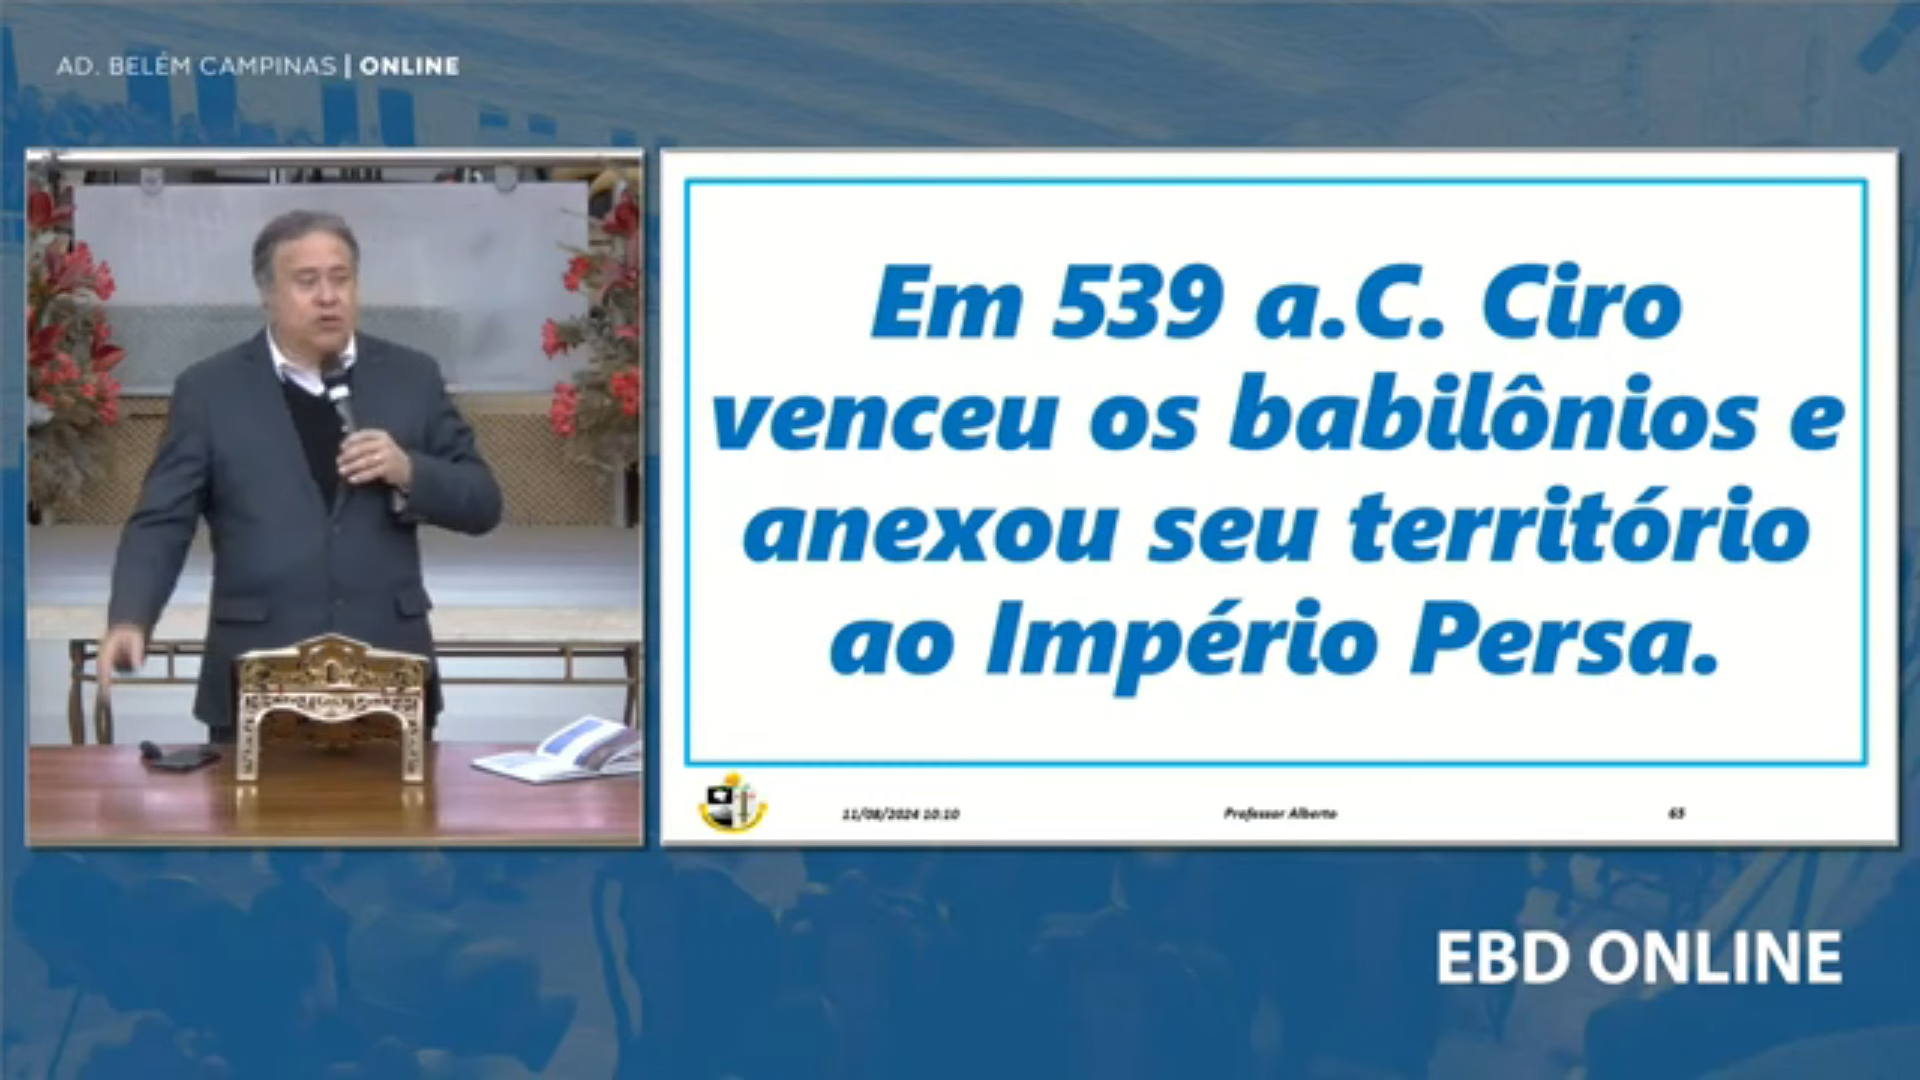 AD. BELÉM CAMPINAS | ONLINE
Em 539 a.C. Ciro
venceu os babilônios e
anexou seu território
ao Império Persa.
11/08/2024 10:10 Professor Alberto 65
EBD ONLINE